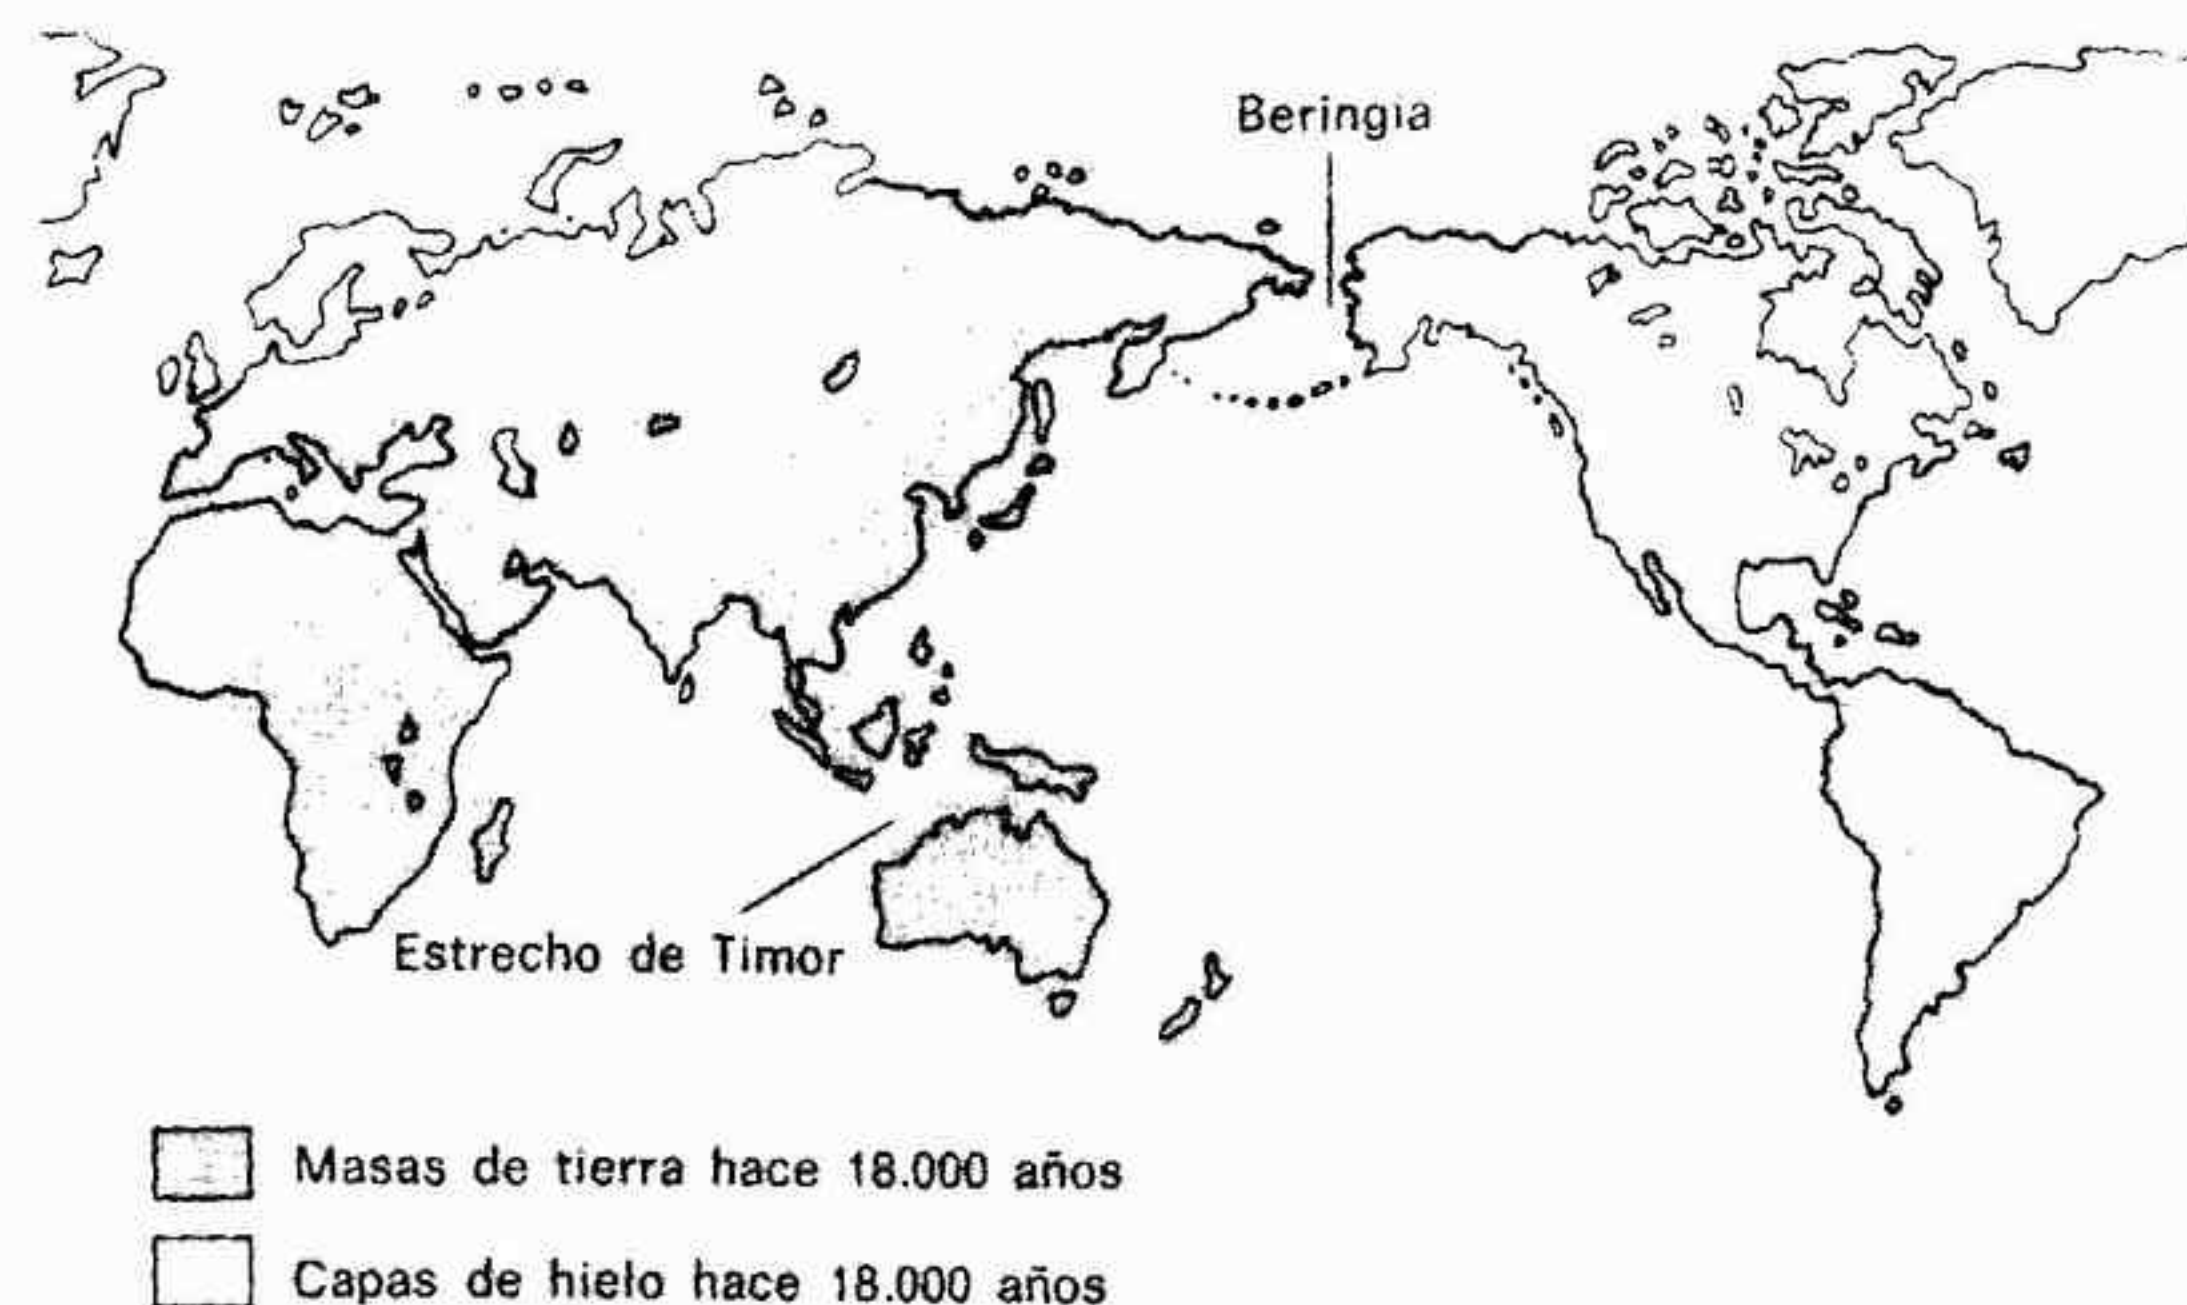 Beringia
Estrecho de Timor
Masas de tierra hace 18.000 años
Capas de hielo hace 18.000 años